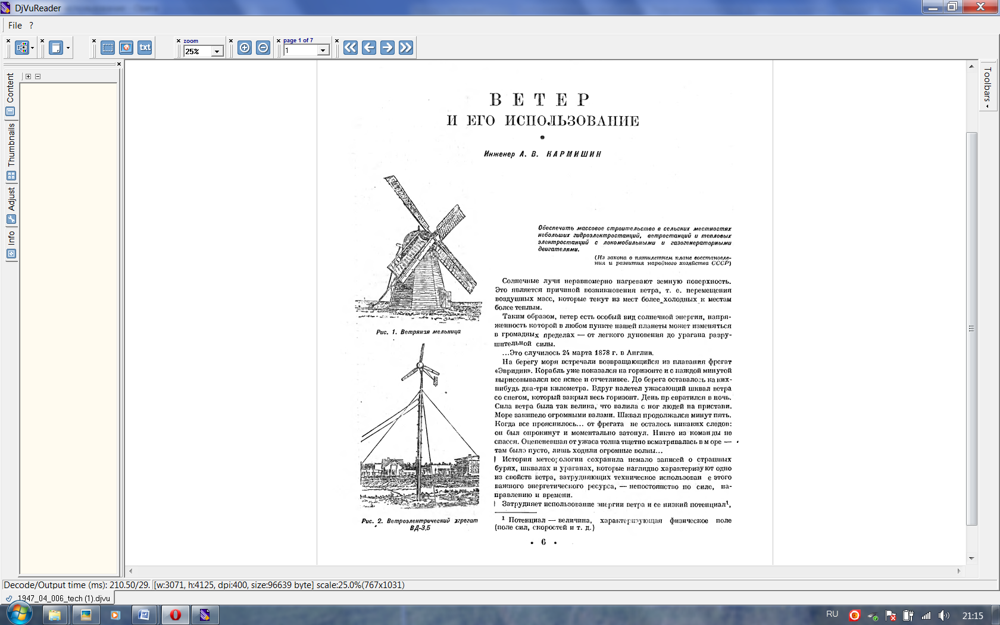 DjVuReader
File ?
zoom
page 1 of 7
25%
1
txt
Content
Thumbnails
Adjust
Info
Toolbars
ВЕТЕР
И ЕГО ИСПОЛЬЗОВАНИЕ
Инженер А. В. КАРМИШИН
Рис. 1. Ветряная мельница
Рис. 2. Ветроэлектрический агрегат
ВД-3,5
Обеспечить массовое строительство в сельских местностях
небольших гидроэлектростанций, ветростанций и тепловых
электростанций с локомобильными и газогенераторными
двигателями.
(Из закона о пятилетнем плане восстановле-
ния и развития народного хозяйства СССР)
Солнечные лучи неравномерно нагревают земную поверхность.
Это является причиной возникновения ветра, т. е. перемещения
воздушных масс, которые текут из мест более холодных к местам
более теплым.
Таким образом, ветер есть особый вид солнечной энергии, напря-
женность которой в любом пункте нашей планеты может изменяться
в громадных пределах — от легкого дуновения до урагана разру-
шительной силы.
...Это случилось 24 марта 1878 г. в Англии.
На берегу моря встречали возвращающийся из плавания фрегат
«Эвридик». Корабль уже показался на горизонте и с каждой минутой
вырисовывался все яснее и отчетливее. До берега оставалось каких-
нибудь два-три километра. Вдруг налетел ужасающий шквал ветра
со снегом, который закрыл весь горизонт. День превратился в ночь.
Сила ветра была так велика, что валила с ног людей на пристани.
Море закипело огромными валами. Шквал продолжался минут пять.
Когда все прояснилось... от фрегата не осталось никаких следов:
он был опрокинут и моментально затонул. Никто из команды не
спасся. Оцепеневшая от ужаса толпа тщетно всматривалась в море —
там было пусто, лишь ходили огромные волны...
История метеорологии сохранила немало записей о страшных
бурях, шквалах и ураганах, которые наглядно характеризуют одно
из свойств ветра, затрудняющих техническое использован е этого
важного энергетического ресурса, — непостоянство по силе, на-
правлению и времени.
Затрудняет использование энергии ветра и ее низкий потенциал¹,
¹ Потенциал — величина, характеризующая физическое поле
(поле сил, скоростей и т. д.)
• 6 •
Decode/Output time (ms): 210.50/29. [w:3071, h:4125, dpi:400, size:96639 byte] scale:25.0%(767x1031)
1947_04_006_tech (1).djvu
RU
21:15